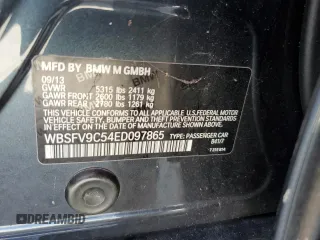 MFD BY BMW M GMBH
09/13
GVWR 5315 lbs 2411 kg
GAWR FRONT 2600 lbs 1179 kg
GAWR REAR 2780 lbs 1261 kg
THIS VEHICLE CONFORMS TO ALL APPLICABLE
FEDERAL MOTOR VEHICLE SAFETY, BUMPER,
AND THEFT PREVENTION STANDARDS IN EFFECT ON
THE DATE OF MANUFACTURE SHOWN ABOVE.
WBSFV9C54ED097865 TYPE: PASSENGER CAR
DREAMBID